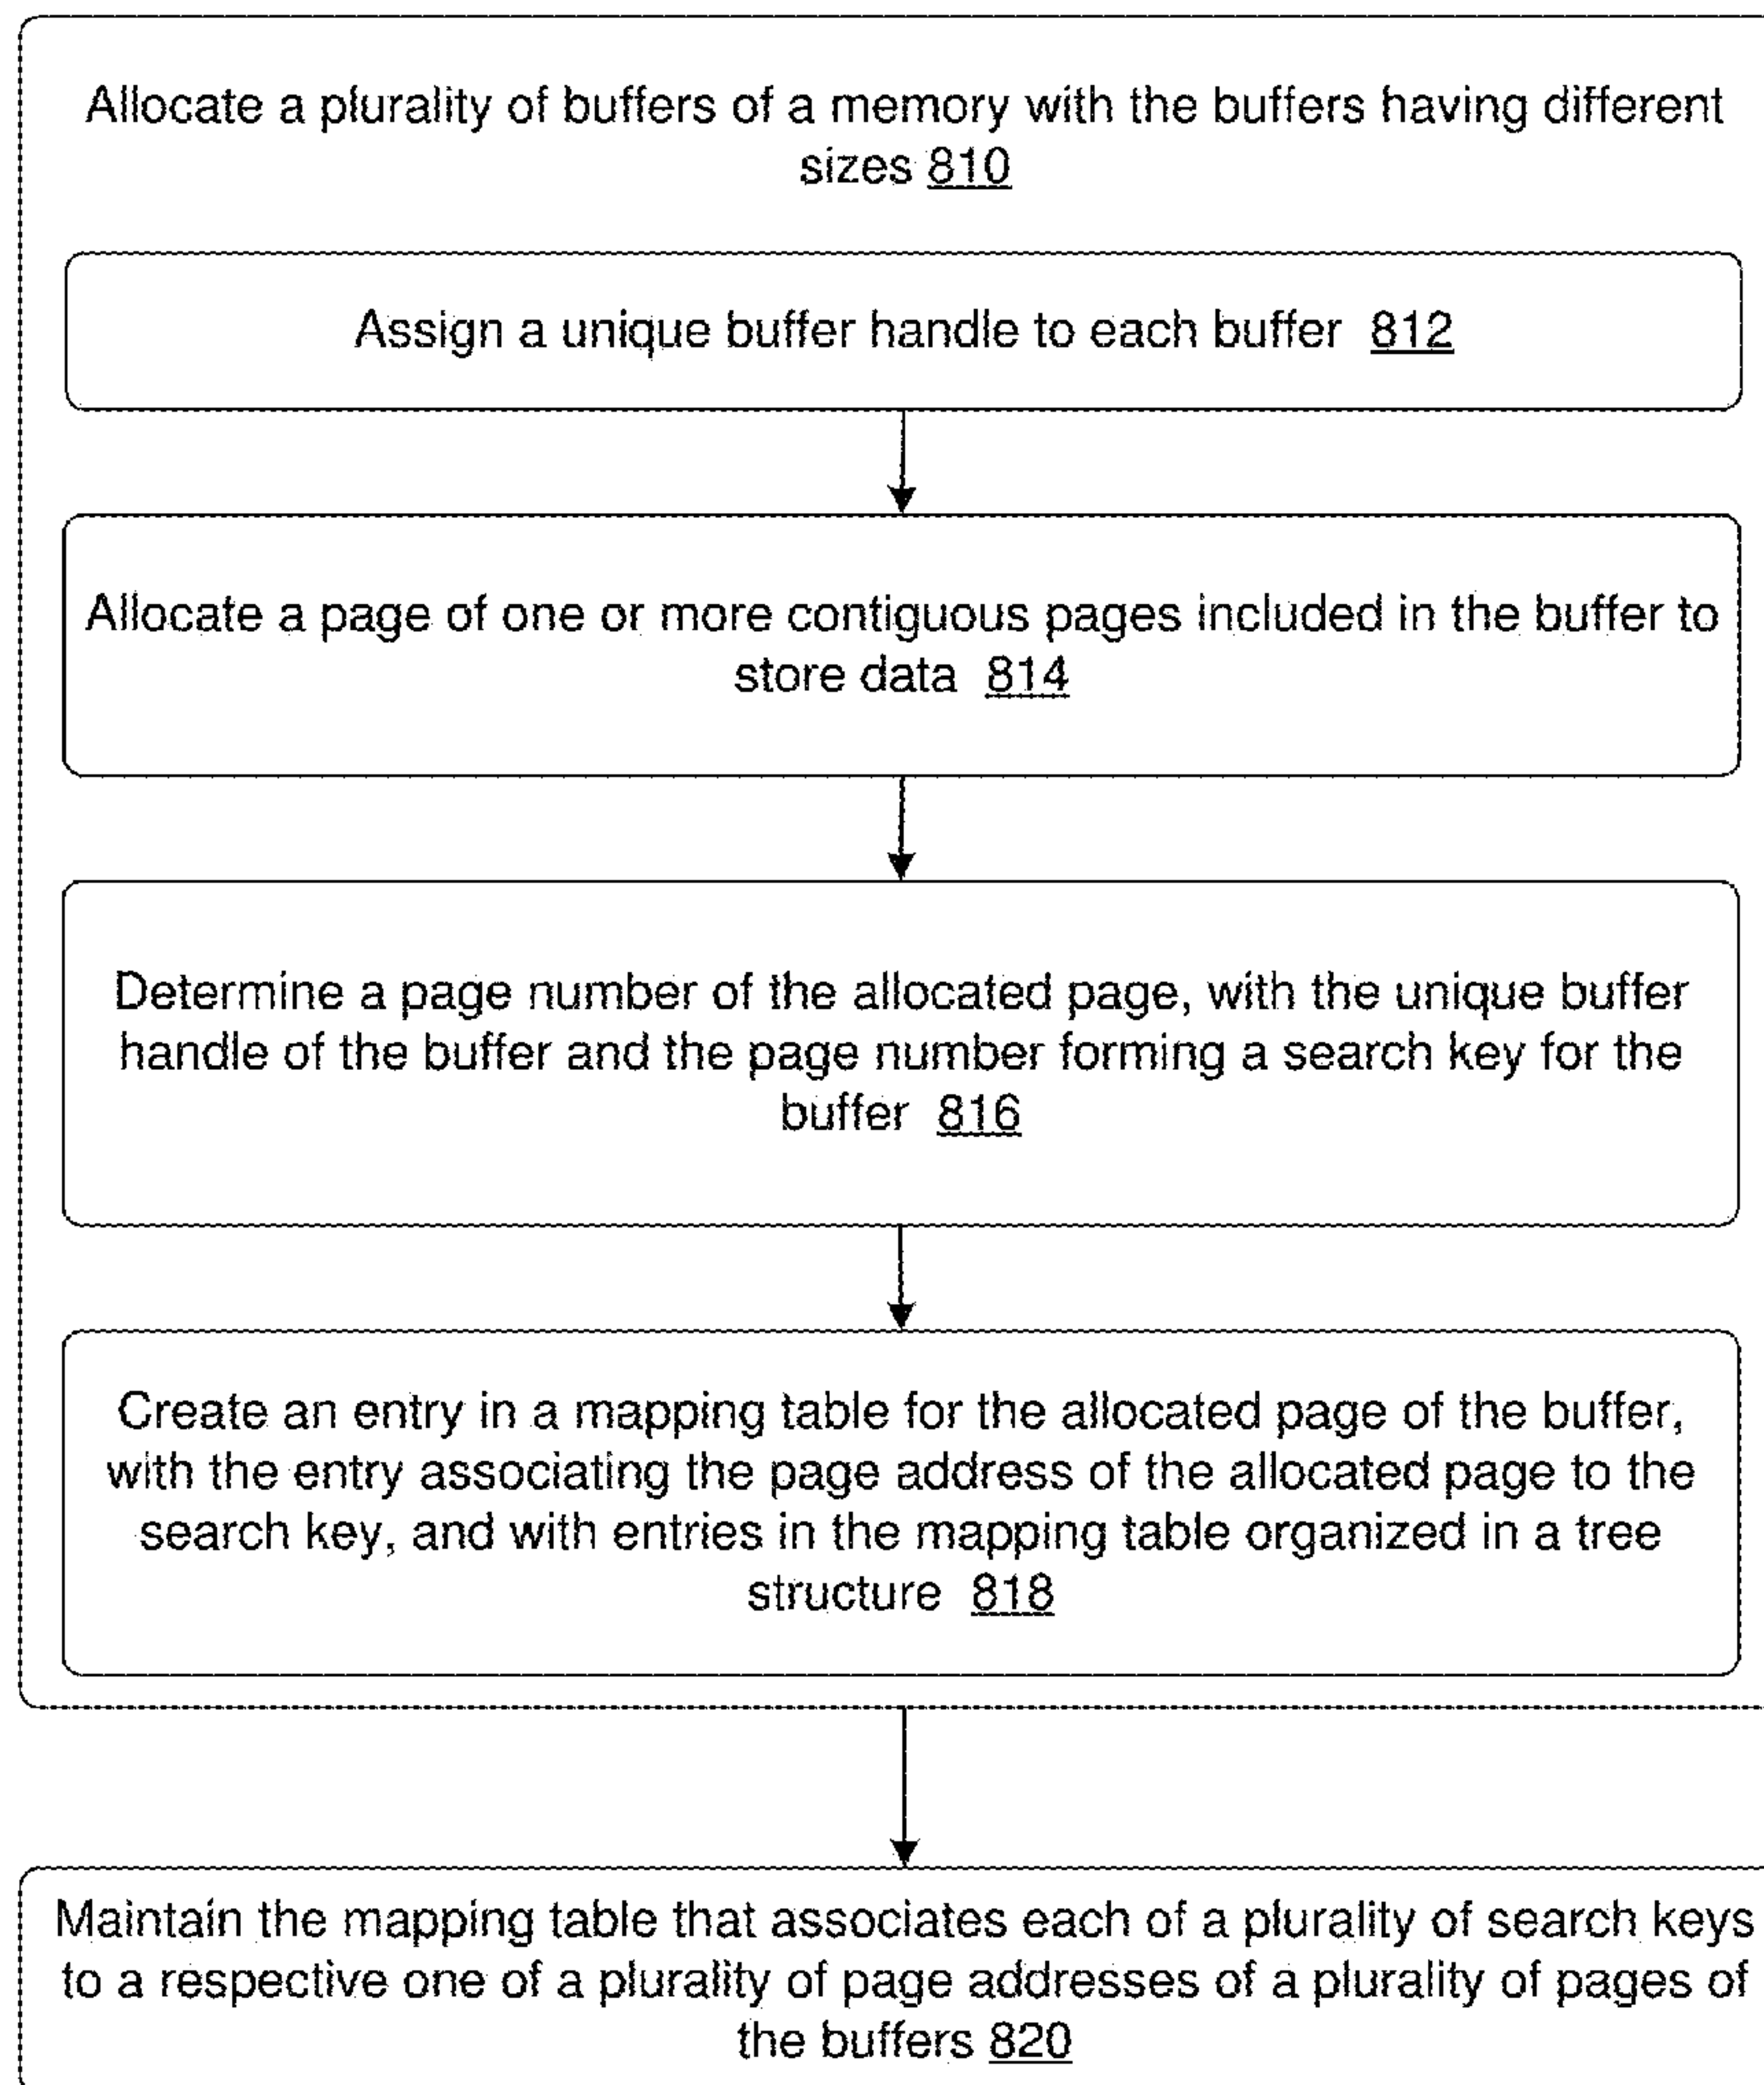 Allocate a plurality of buffers of a memory with the buffers having different
sizes 810
Assign a unique buffer handle to each buffer 812
Allocate a page of one or more contiguous pages included in the buffer to
store data 814
Determine a page number of the allocated page, with the unique buffer
handle of the buffer and the page number forming a search key for the
buffer 816
Create an entry in a mapping table for the allocated page of the buffer,
with the entry associating the page address of the allocated page to the
search key, and with entries in the mapping table organized in a tree
structure 818
Maintain the mapping table that associates each of a plurality of search keys
to a respective one of a plurality of page addresses of a plurality of pages of
the buffers 820